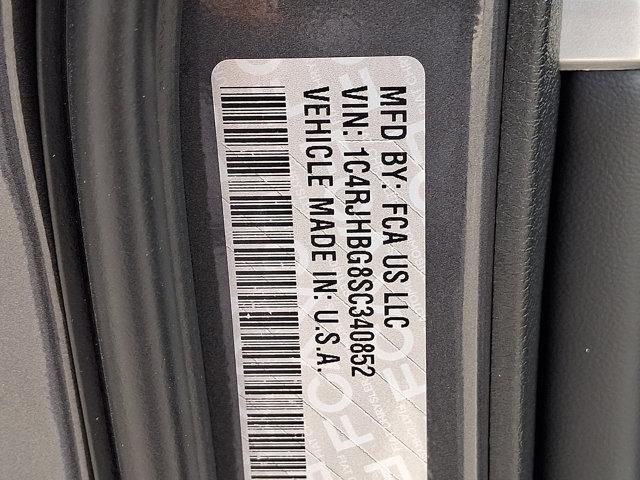 MFD BY: FCA US LLC
VIN: 1C4RJHBG8SC340852
VEHICLE MADE IN: U.S.A.